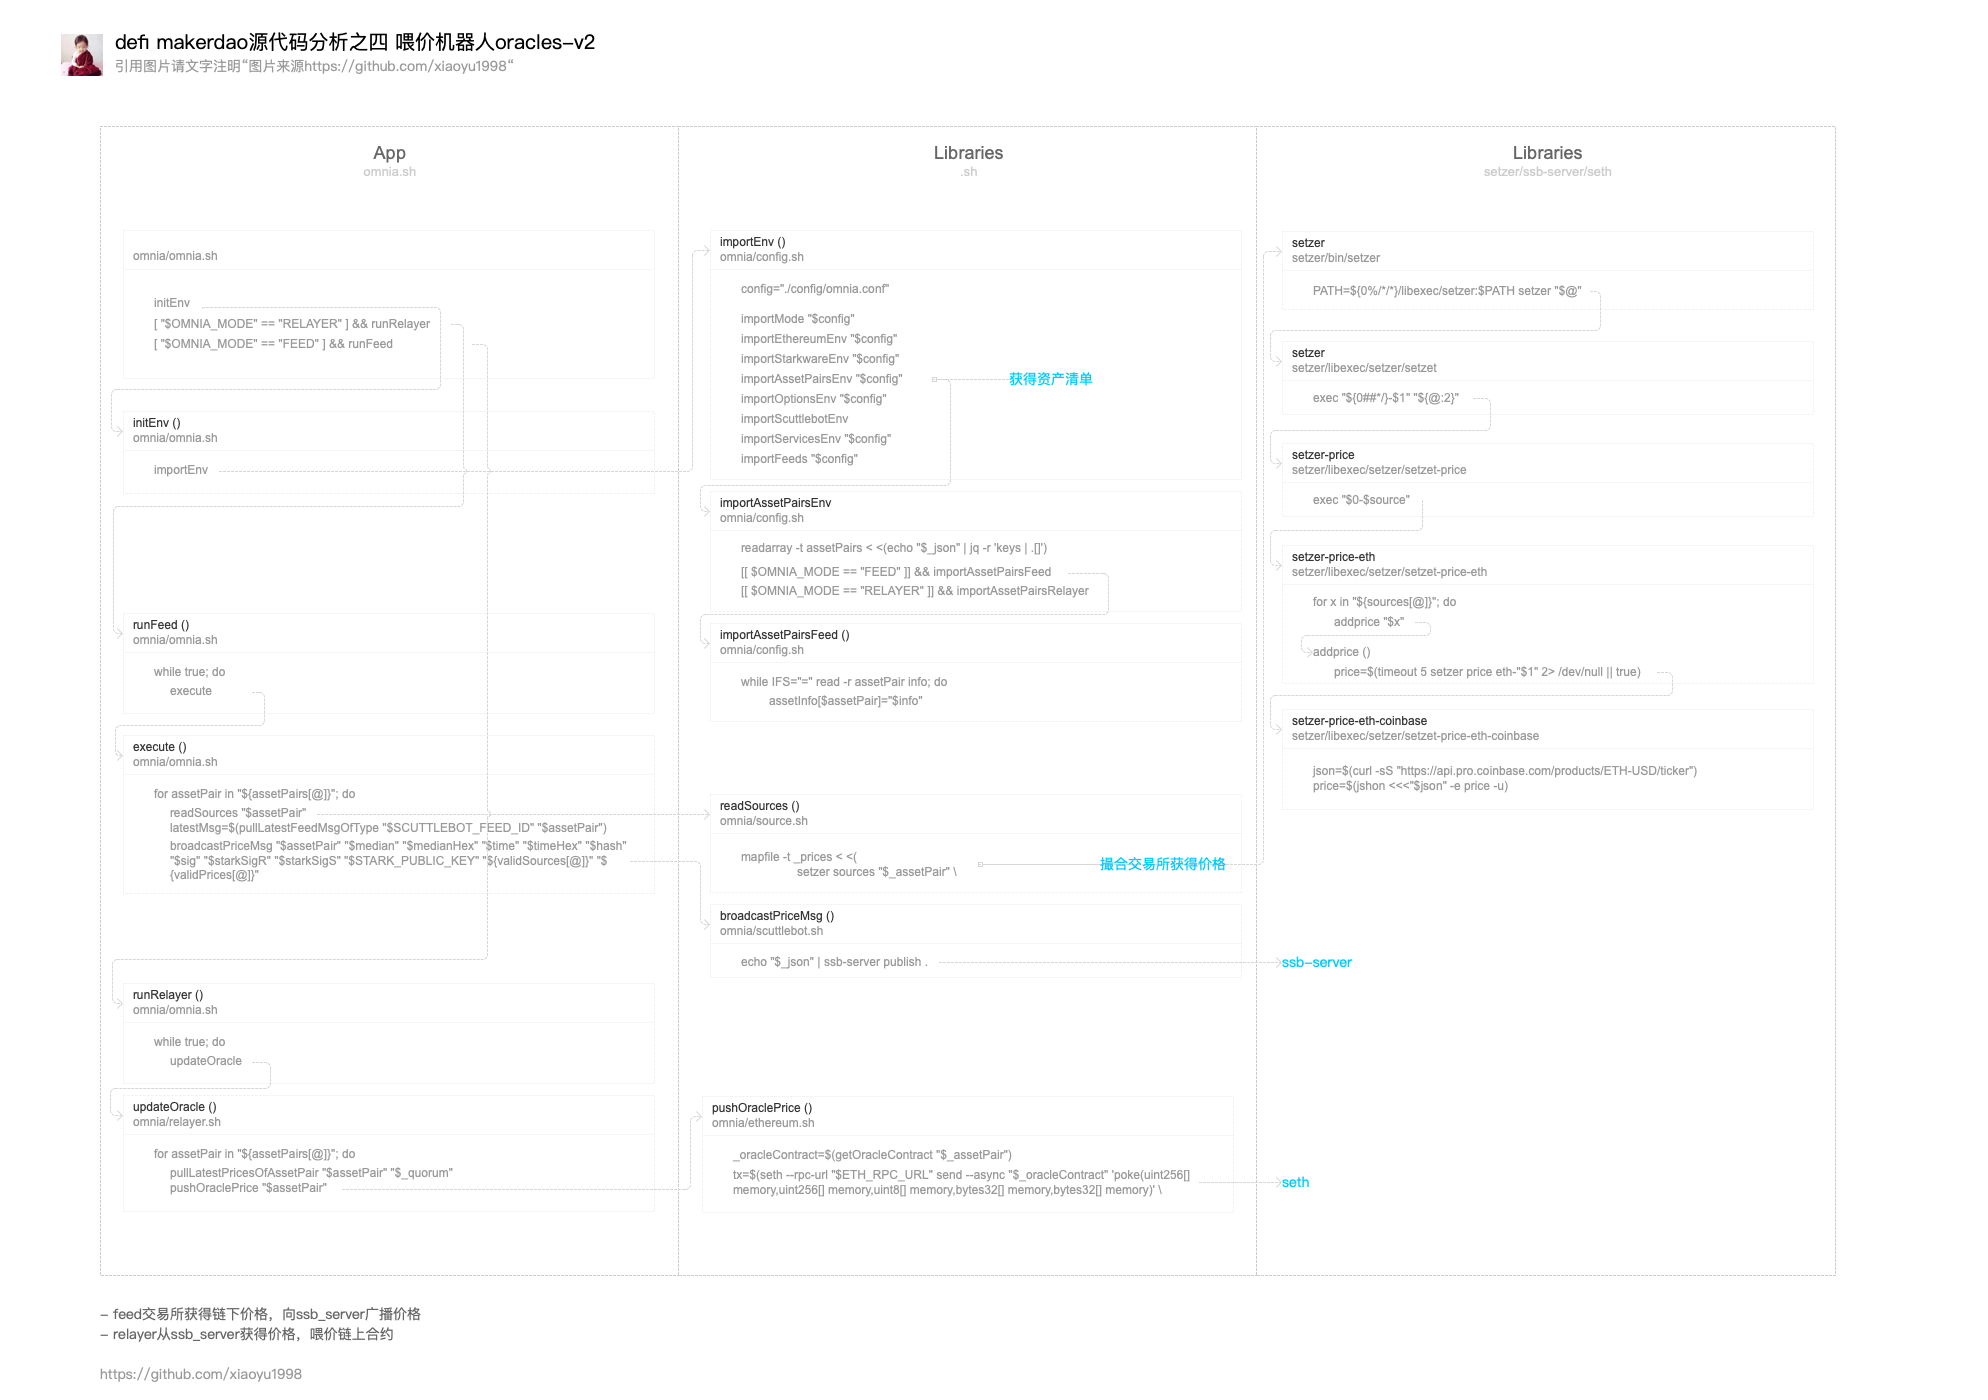 defi makerdao源代码分析之四 喂价机器人oracles-v2
引用图片请文字注明“图片来源https://github.com/xiaoyu1998“
App
omnia.sh
omnia/omnia.sh
initEnv
[ "$OMNIA_MODE" == "RELAYER" ] && runRelayer
[ "$OMNIA_MODE" == "FEED" ] && runFeed
initEnv ()
omnia/omnia.sh
importEnv
runFeed ()
omnia/omnia.sh
while true; do
execute
execute ()
omnia/omnia.sh
for assetPair in "${assetPairs[@]}"; do
readSources "$assetPair"
latestMsg=$(pullLatestFeedMsgOfType "$SCUTTLEBOT_FEED_ID" "$assetPair")
broadcastPriceMsg "$assetPair" "$median" "$medianHex" "$time" "$timeHex" "$hash"
"$sig" "$starkSigR" "$starkSigS" "$STARK_PUBLIC_KEY" "${validSources[@]}" "$
{validPrices[@]}"
runRelayer ()
omnia/omnia.sh
while true; do
updateOracle
updateOracle ()
omnia/relayer.sh
for assetPair in "${assetPairs[@]}"; do
pullLatestPricesOfAssetPair "$assetPair" "$_quorum"
pushOraclePrice "$assetPair"
Libraries
.sh
importEnv ()
omnia/config.sh
config="./config/omnia.conf"
importMode "$config"
importEthereumEnv "$config"
importStarkwareEnv "$config"
importAssetPairsEnv "$config"
获得资产清单
importOptionsEnv "$config"
importScuttlebotEnv
importServicesEnv "$config"
importFeeds "$config"
importAssetPairsEnv
omnia/config.sh
readarray -t assetPairs < <(echo "$_json" | jq -r 'keys | .[]')
[[ $OMNIA_MODE == "FEED" ]] && importAssetPairsFeed
[[ $OMNIA_MODE == "RELAYER" ]] && importAssetPairsRelayer
importAssetPairsFeed ()
omnia/config.sh
while IFS="=" read -r assetPair info; do
assetInfo[$assetPair]="$info"
readSources ()
omnia/source.sh
mapfile -t _prices < <(
setzer sources "$_assetPair" \
撮合交易所获得价格
broadcastPriceMsg ()
omnia/scuttlebot.sh
echo "$_json" | ssb-server publish .
pushOraclePrice ()
omnia/ethereum.sh
_oracleContract=$(getOracleContract "$_assetPair")
tx=$(seth --rpc-url "$ETH_RPC_URL" send --async "$_oracleContract" 'poke(uint256[]
memory,uint256[] memory,uint8[] memory,bytes32[] memory,bytes32[] memory)' \
Libraries
setzer/ssb-server/seth
setzer
setzer/bin/setzer
PATH=${0%/*/*}/libexec/setzer:$PATH setzer "$@"
setzer
setzer/libexec/setzer/setzet
exec "${0##*/}-$1" "${@:2}"
setzer-price
setzer/libexec/setzer/setzet-price
exec "$0-$source"
setzer-price-eth
setzer/libexec/setzer/setzet-price-eth
for x in "${sources[@]}"; do
addprice "$x"
addprice ()
price=$(timeout 5 setzer price eth-"$1" 2> /dev/null || true)
setzer-price-eth-coinbase
setzer/libexec/setzer/setzet-price-eth-coinbase
json=$(curl -sS "https://api.pro.coinbase.com/products/ETH-USD/ticker")
price=$(jshon <<<"$json" -e price -u)
ssb-server
seth
- feed交易所获得链下价格，向ssb_server广播价格
- relayer从ssb_server获得价格，喂价链上合约
https://github.com/xiaoyu1998